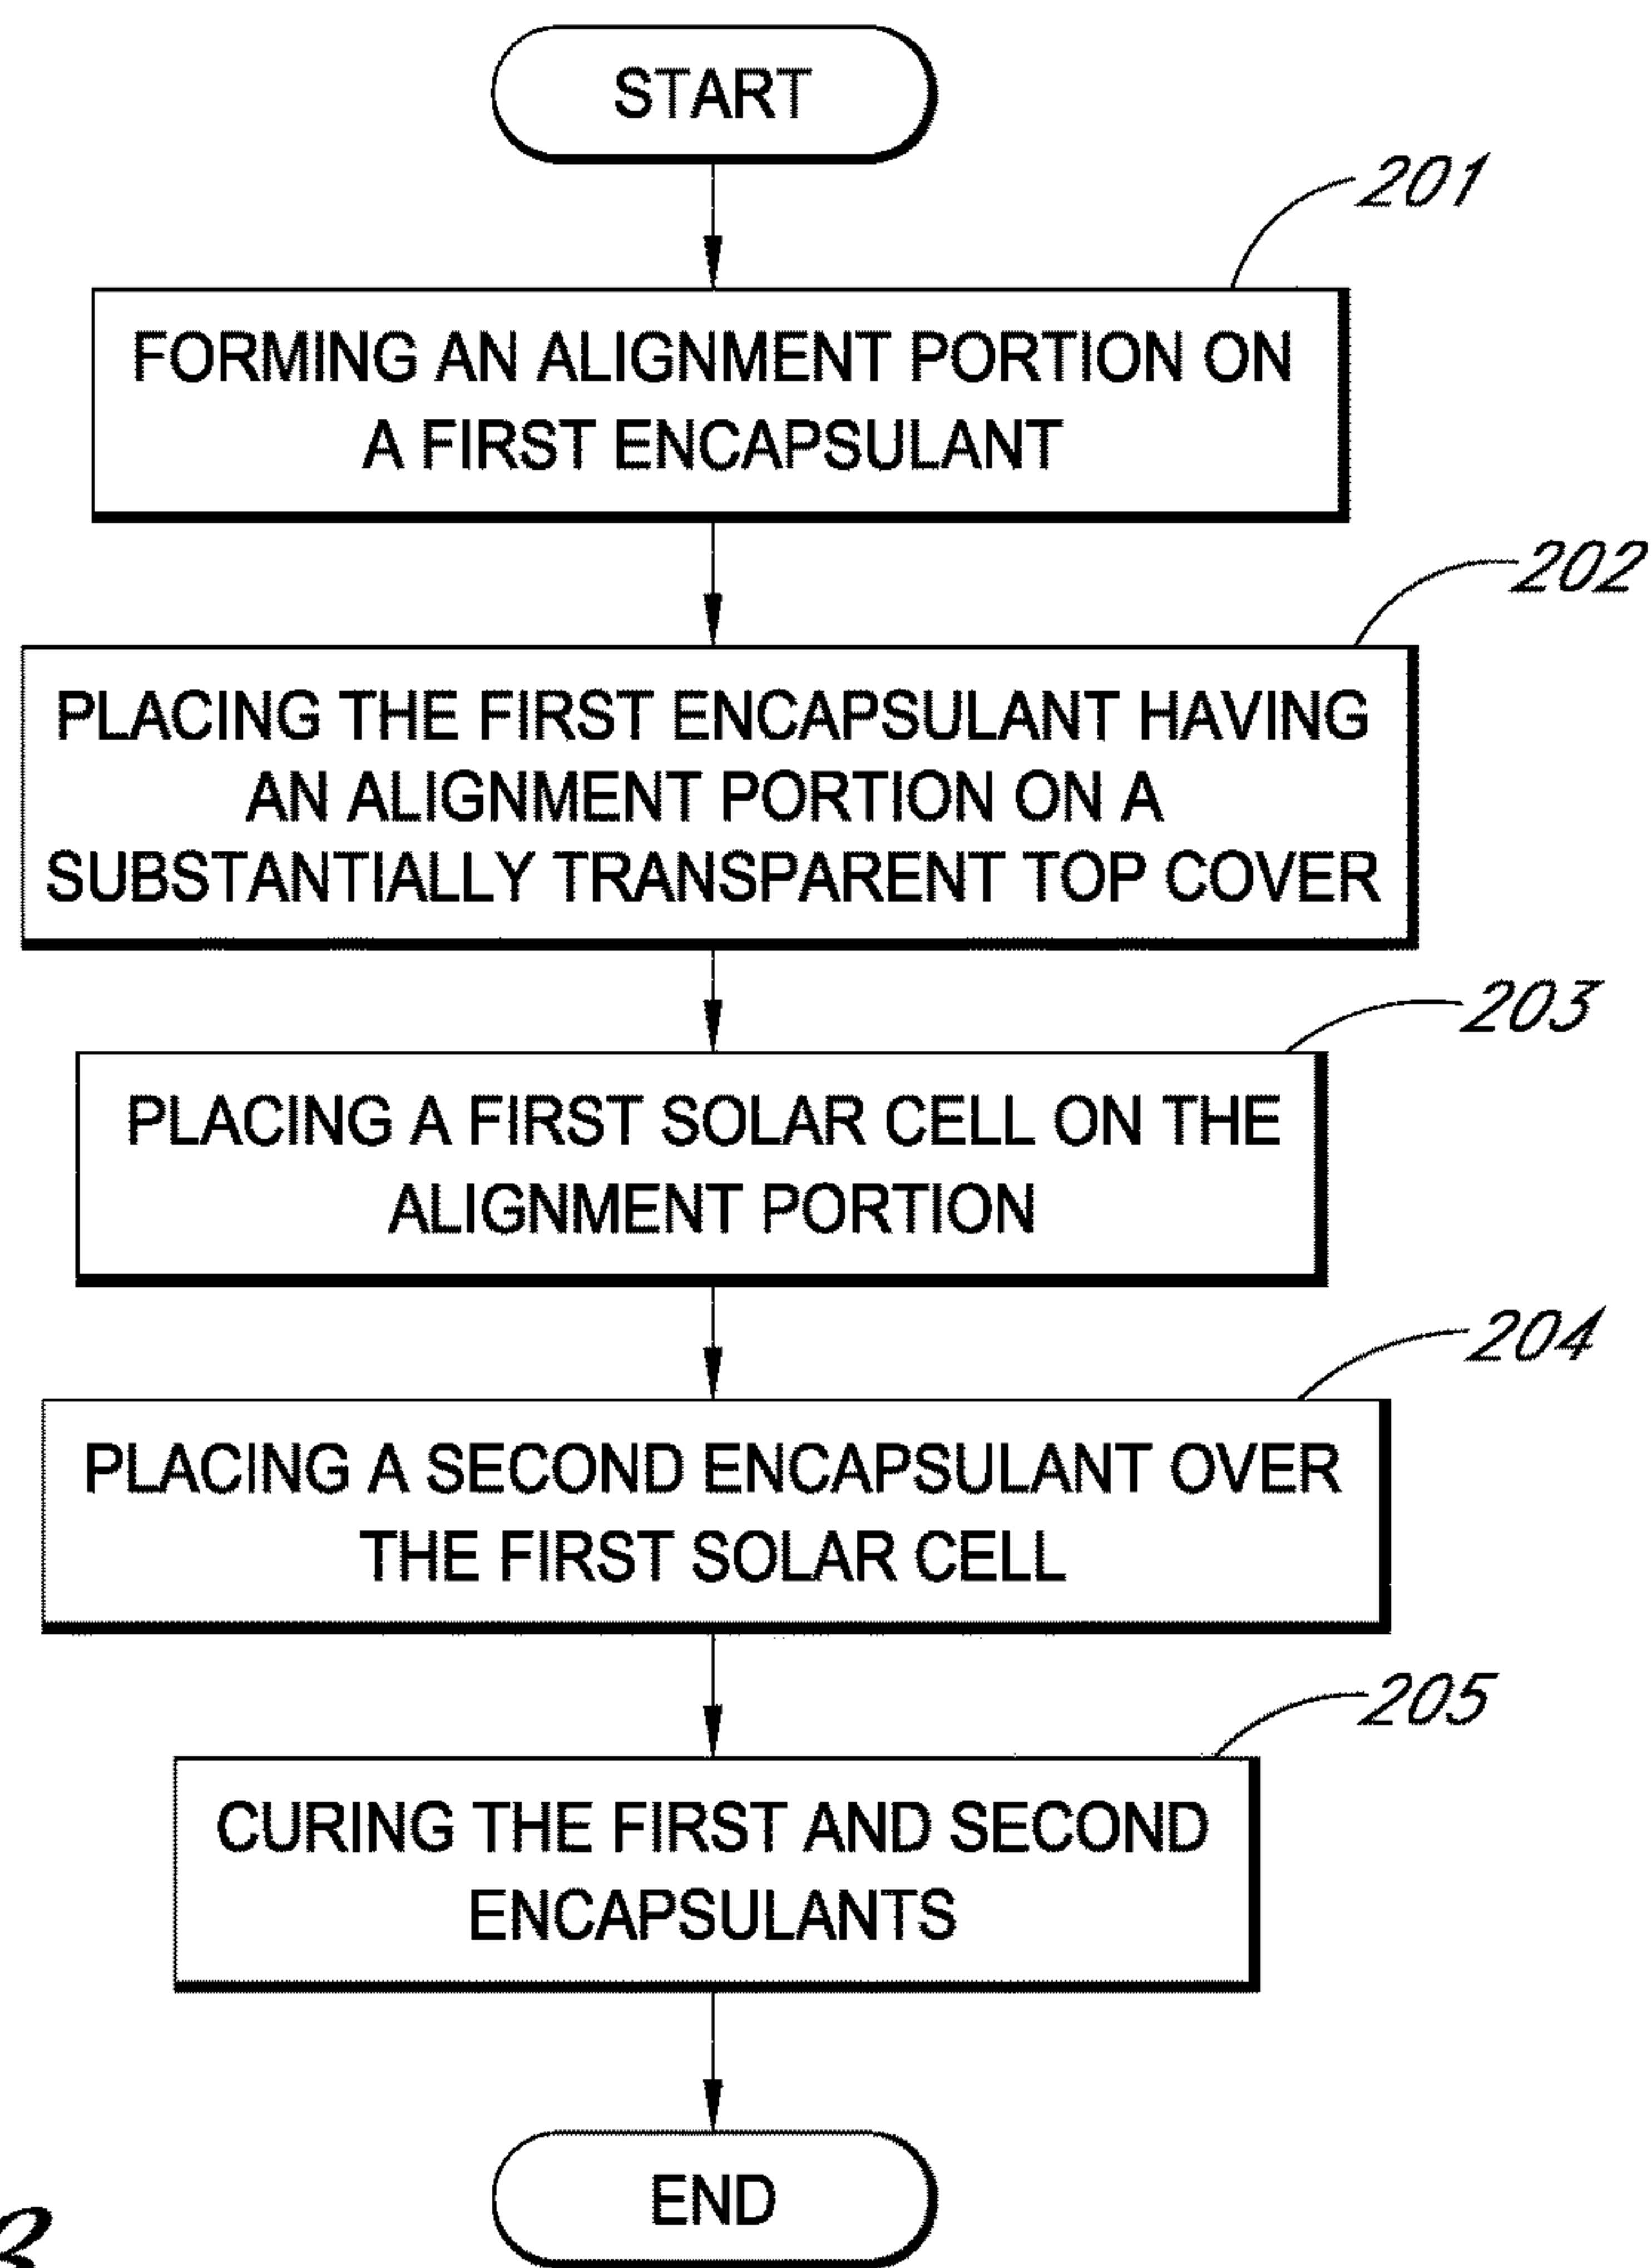 START
201
FORMING AN ALIGNMENT PORTION ON
A FIRST ENCAPSULANT
202
PLACING THE FIRST ENCAPSULANT HAVING
AN ALIGNMENT PORTION ON A
SUBSTANTIALLY TRANSPARENT TOP COVER
203
PLACING A FIRST SOLAR CELL ON THE
ALIGNMENT PORTION
204
PLACING A SECOND ENCAPSULANT OVER
THE FIRST SOLAR CELL
205
CURING THE FIRST AND SECOND
ENCAPSULANTS
END